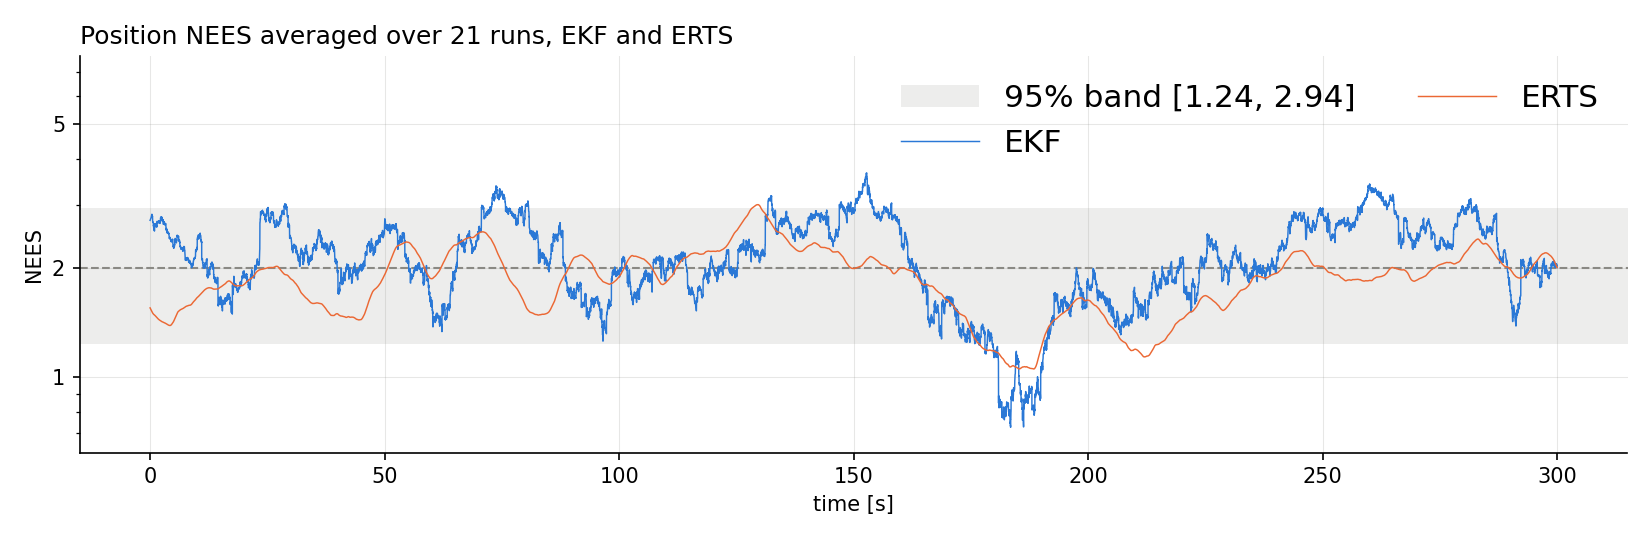 Position NEES averaged over 21 runs, EKF and ERTS
95% band [1.24, 2.94]
EKF
ERTS
NEES
5
2
1
0 50 100 150 200 250 300
time [s]